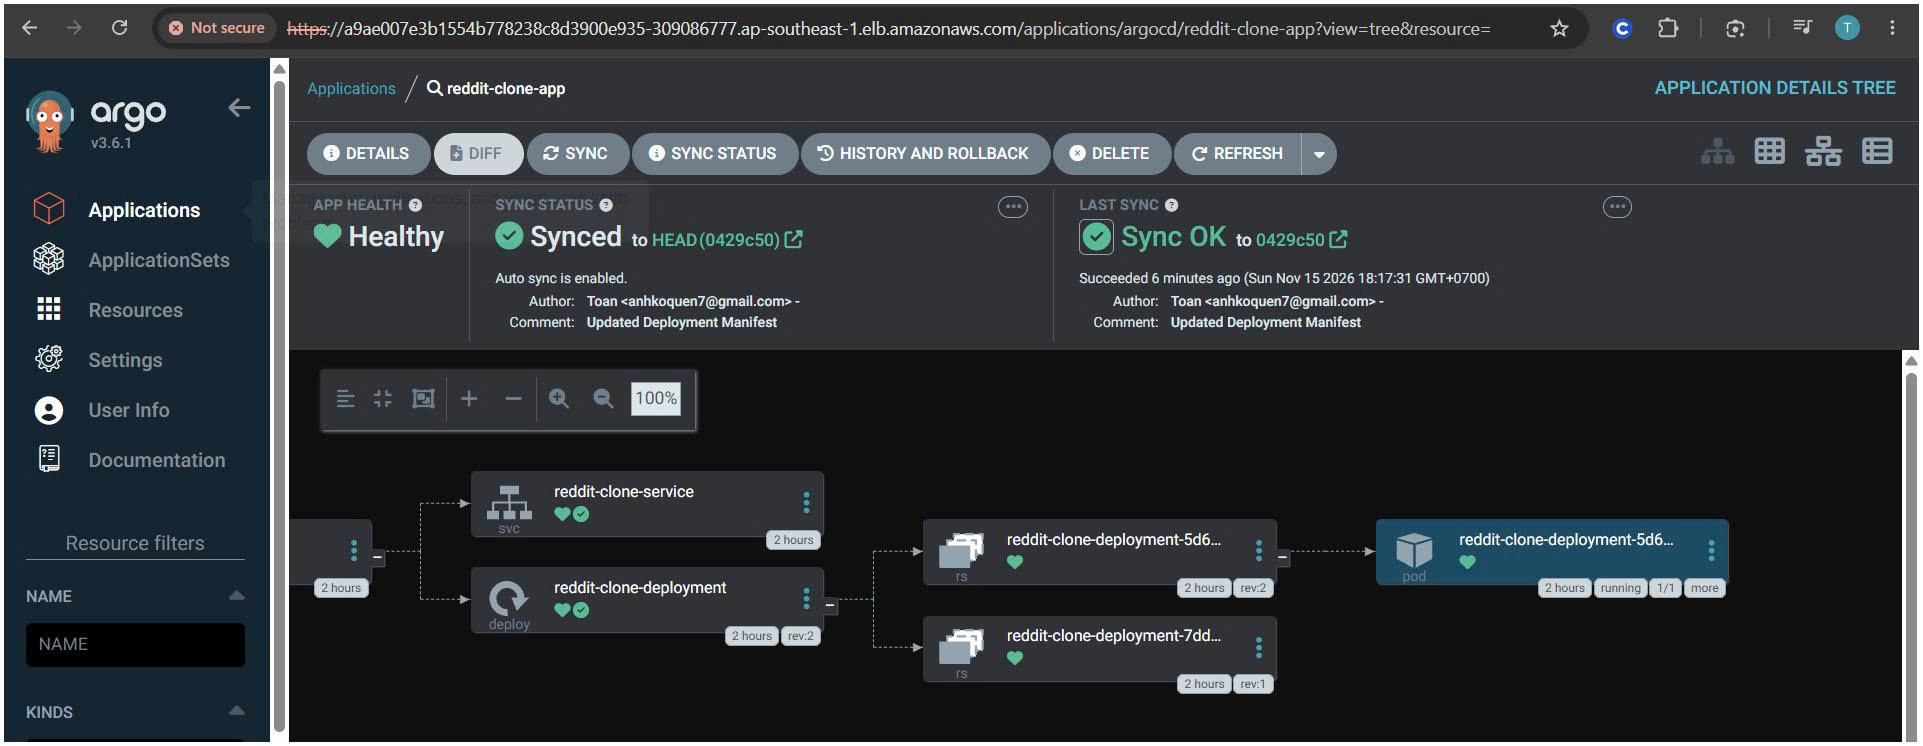 Not secure
https://a9ae007e3b1554b778238c8d3900e935-309086777.ap-southeast-1.elb.amazonaws.com/applications/argocd/reddit-clone-app?view=tree&resource=
T
argo
v3.6.1
Applications
ApplicationSets
Resources
Settings
User Info
Documentation
Resource filters
NAME
NAME
KINDS
Applications / reddit-clone-app
APPLICATION DETAILS TREE
DETAILS
DIFF
SYNC
SYNC STATUS
HISTORY AND ROLLBACK
DELETE
REFRESH
APP HEALTH
Healthy
SYNC STATUS
Synced to HEAD(0429c50)
Auto sync is enabled.
Author: Toan <anhkoquen7@gmail.com> -
Comment: Updated Deployment Manifest
LAST SYNC
Sync OK to 0429c50
Succeeded 6 minutes ago (Sun Nov 15 2026 18:17:31 GMT+0700)
Author: Toan <anhkoquen7@gmail.com> -
Comment: Updated Deployment Manifest
100%
2 hours
reddit-clone-service
svc
2 hours
reddit-clone-deployment
deploy
2 hours rev:2
reddit-clone-deployment-5d6...
rs
2 hours rev:2
reddit-clone-deployment-7dd...
rs
2 hours rev:1
reddit-clone-deployment-5d6...
pod
2 hours running 1/1 more